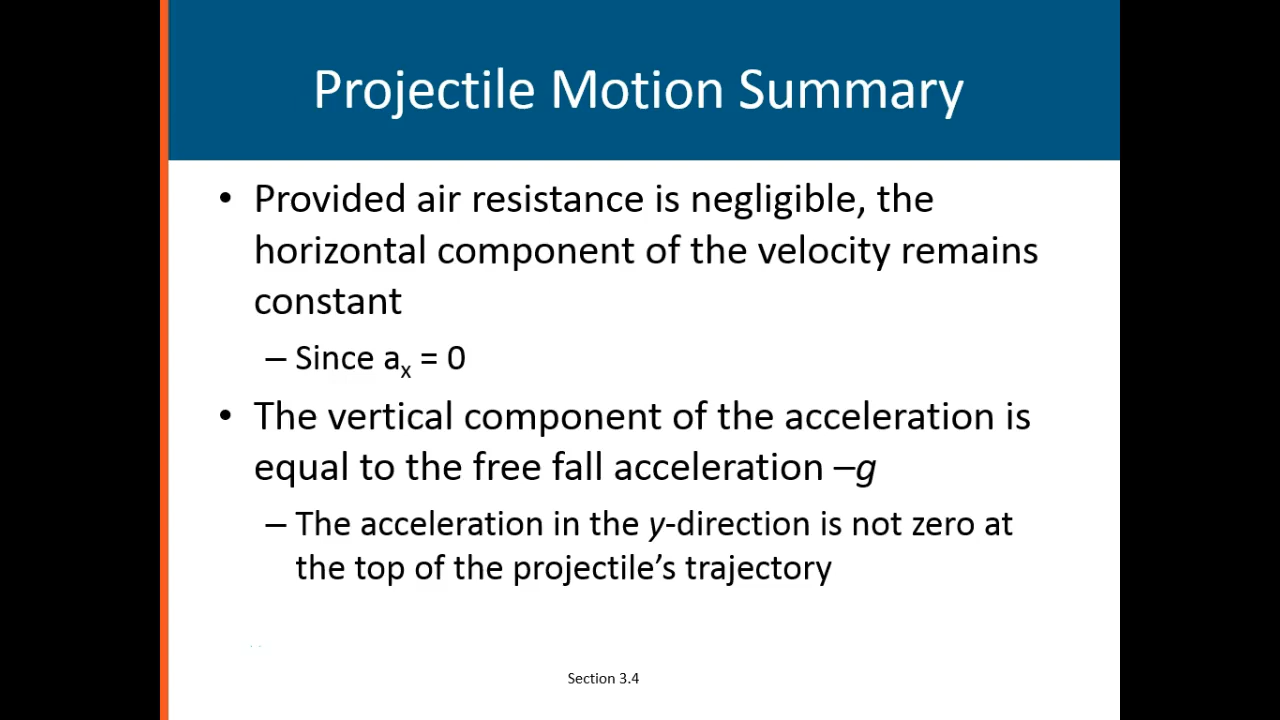 Projectile Motion Summary
• Provided air resistance is negligible, the
horizontal component of the velocity remains
constant
– Since aₓ = 0
• The vertical component of the acceleration is
equal to the free fall acceleration –g
– The acceleration in the y-direction is not zero at
the top of the projectile’s trajectory
Section 3.4